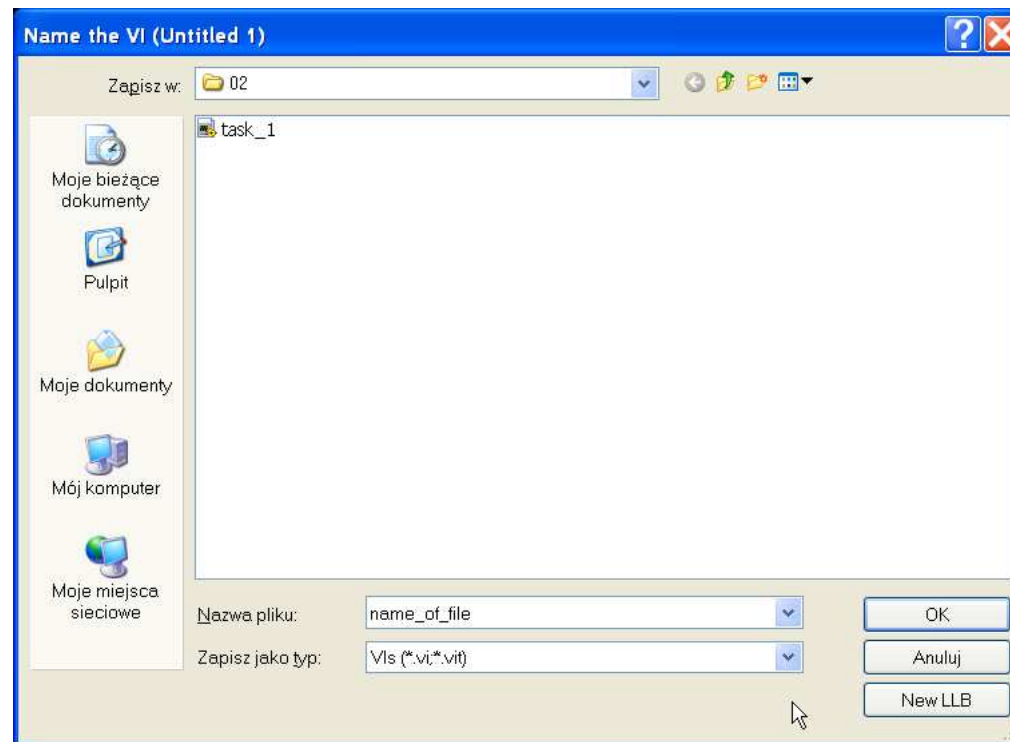 Name the VI (Untitled 1)
Zapisz w: 02
task_1
Moje bieżące
dokumenty
Pulpit
Moje dokumenty
Mój komputer
Moje miejsca
sieciowe
Nazwa pliku: name_of_file OK
Zapisz jako typ: VIs (*.vi;*.vit) Anuluj
New LLB